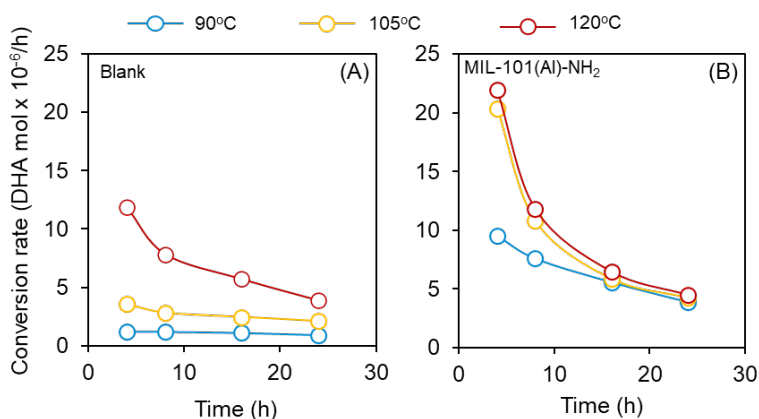 90°C 105°C 120°C
Blank (A)
MIL-101(Al)-NH₂ (B)
Conversion rate (DHA mol x 10⁻⁶/h)
25
20
15
10
5
0
0 10 20 30
Time (h)
25
20
15
10
5
0
0 10 20 30
Time (h)